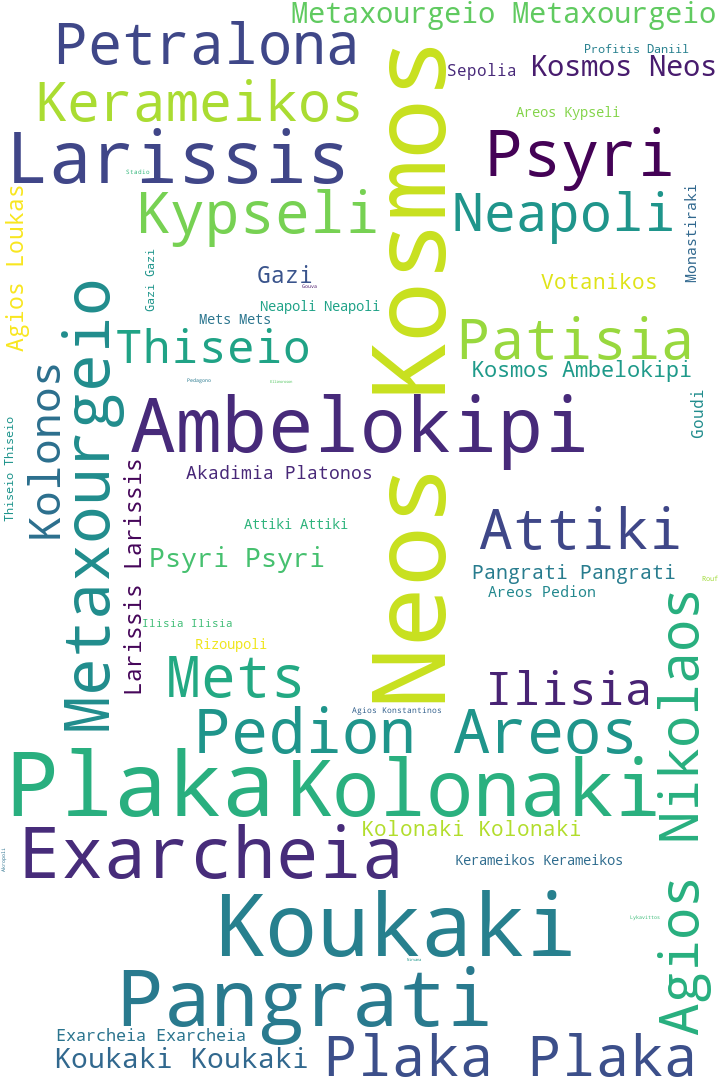 Metaxourgeio Metaxourgeio
Petralona
Profitis Daniil
Sepolia
Kosmos Neos
Kerameikos
Areos Kypseli
Larissis
Psyri
Stadio
Agios Loukas
Kypseli
Neos Kosmos
Neapoli
Monastiraki
Gazi Gazi
Gazi
Votanikos
Gouva
Neapoli Neapoli
Mets Mets
Metaxourgeio
Thiseio
Patisia
Kolonos
Kosmos Ambelokipi
Pedagono
Goudi
Ambelokipi
Thiseio Thiseio
Larissis Larissis
Akadimia Platonos
Attiki Attiki
Attiki
Psyri Psyri
Pangrati Pangrati
Rouf
Areos Pedion
Ilisia Ilisia
Rizoupoli
Mets
Ilisia
Agios Nikolaos
Agios Konstantinos
Pedion Areos
Plaka
Kolonaki
Kolonaki Kolonaki
Exarcheia
Akropoli
Kerameikos Kerameikos
Koukaki
Lykavittos
Pangrati
Exarcheia Exarcheia
Koukaki Koukaki
Plaka Plaka